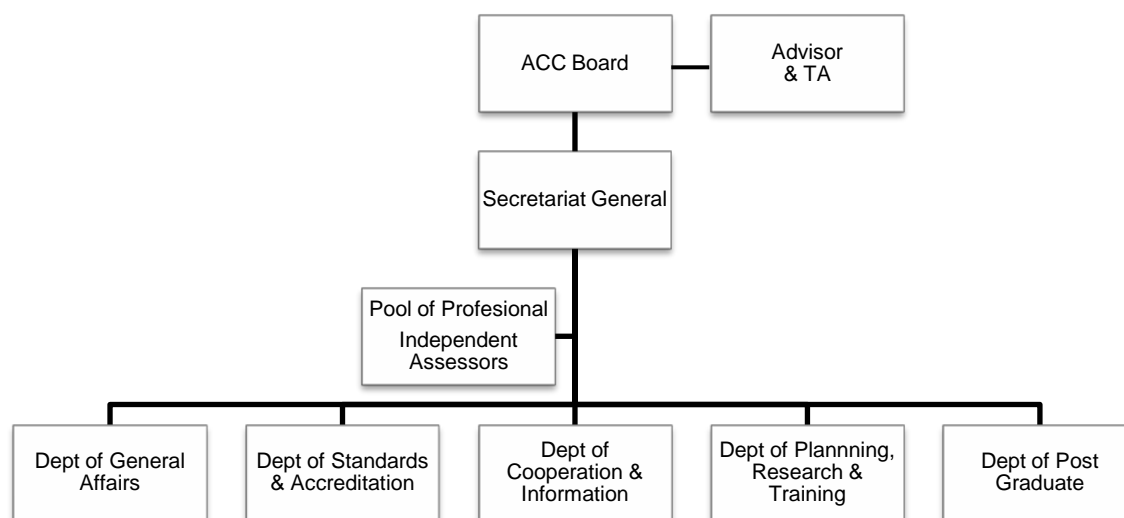 ACC Board
Advisor
& TA
Secretariat General
Pool of Profesional
Independent
Assessors
Dept of General
Affairs
Dept of Standards
& Accreditation
Dept of
Cooperation &
Information
Dept of Plannning,
Research &
Training
Dept of Post
Graduate